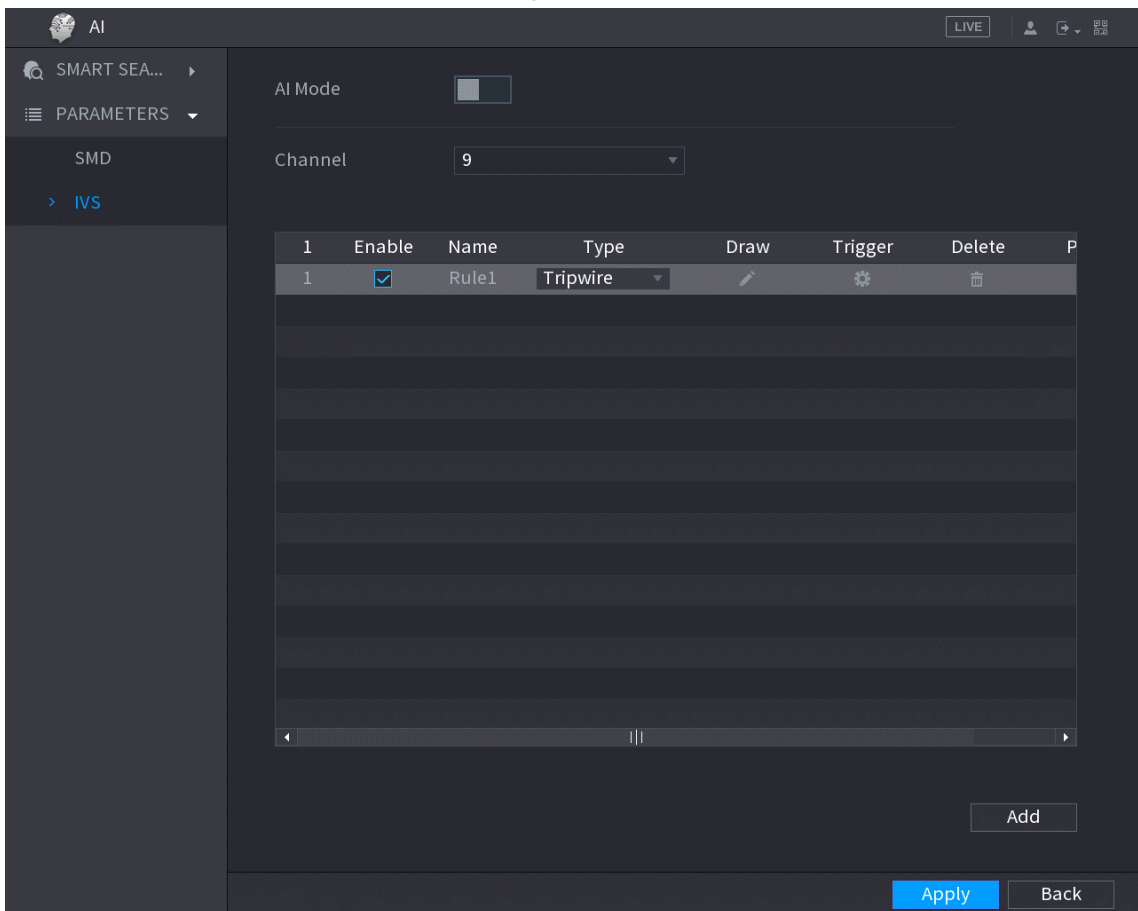 AI LIVE
SMART SEA...
PARAMETERS
SMD
IVS
AI Mode
Channel 9
1 Enable Name Type Draw Trigger Delete P
1 Rule1 Tripwire
Add
Apply Back